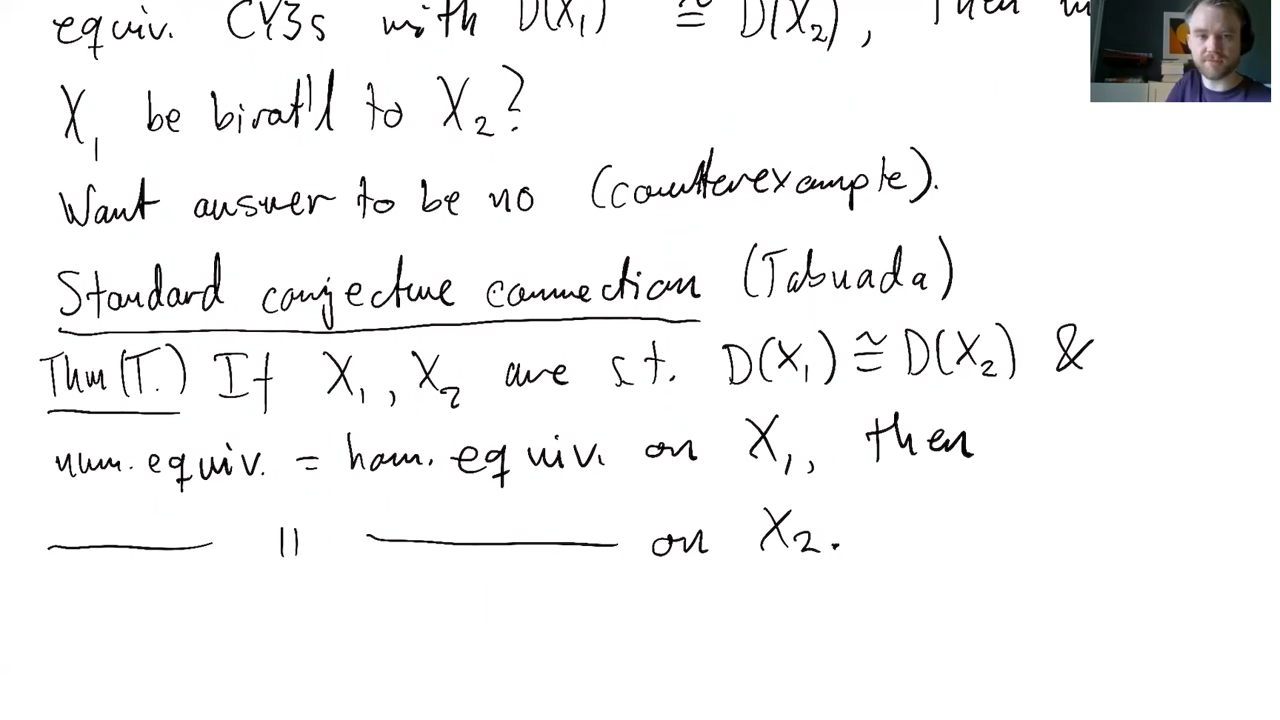 equiv. CY3s with D(X₁) ≅ D(X₂), Then
X₁ be birat'l to X₂?
Want answer to be no (counterexample).
Standard conjecture connection (Tabuada)
Thm (T.) If X₁, X₂ are s.t. D(X₁) ≅ D(X₂) &
num. equiv. = hom. equiv. on X₁, then
—— || —— on X₂.